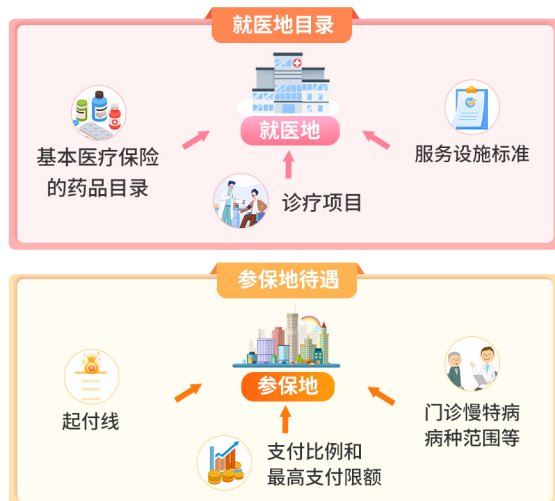 就医地目录
就医地
基本医疗保险
的药品目录
服务设施标准
诊疗项目
参保地待遇
参保地
起付线
门诊慢特病
病种范围等
支付比例和
最高支付限额